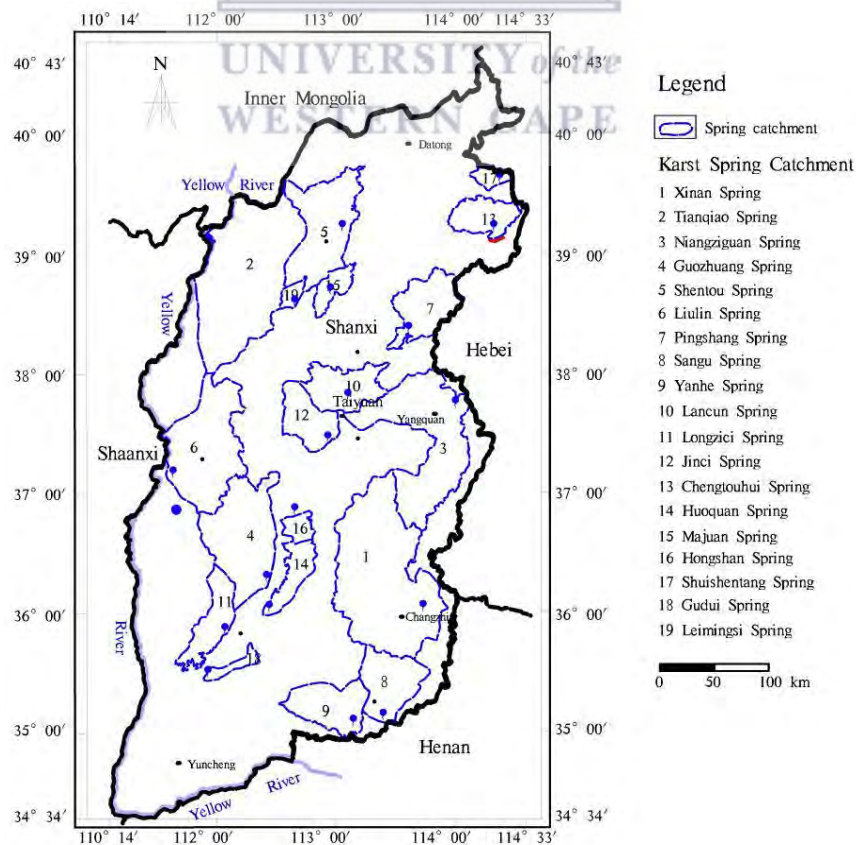 110° 14′ 112° 00′ 113° 00′ 114° 00′ 114° 33′
UNIVERSITY of the
WESTERN CAPE
40° 43′ 40° 43′
N
Inner Mongolia
40° 00′ 40° 00′
Datong
Yellow River
17
13
5
39° 00′ 39° 00′
2
19 5
7
Yellow
Shanxi
Hebei
38° 00′ 38° 00′
10
Taiyuan
12
Yangquan
3
Shaanxi
6
37° 00′ 37° 00′
4
16
14
1
11
36° 00′ 36° 00′
River
18
8
9
35° 00′ 35° 00′
Henan
Yuncheng
Yellow River
34° 34′ 34° 34′
110° 14′ 112° 00′ 113° 00′ 114° 00′ 114° 33′
Legend
Spring catchment
Karst Spring Catchment
1 Xinan Spring
2 Tianqiao Spring
3 Niangziguan Spring
4 Guozhuang Spring
5 Shentou Spring
6 Liulin Spring
7 Pingshang Spring
8 Sangu Spring
9 Yanhe Spring
10 Lancun Spring
11 Longzici Spring
12 Jinci Spring
13 Chengtouhui Spring
14 Huoquan Spring
15 Majuan Spring
16 Hongshan Spring
17 Shuishentang Spring
18 Gudui Spring
19 Leimingsi Spring
0 50 100 km